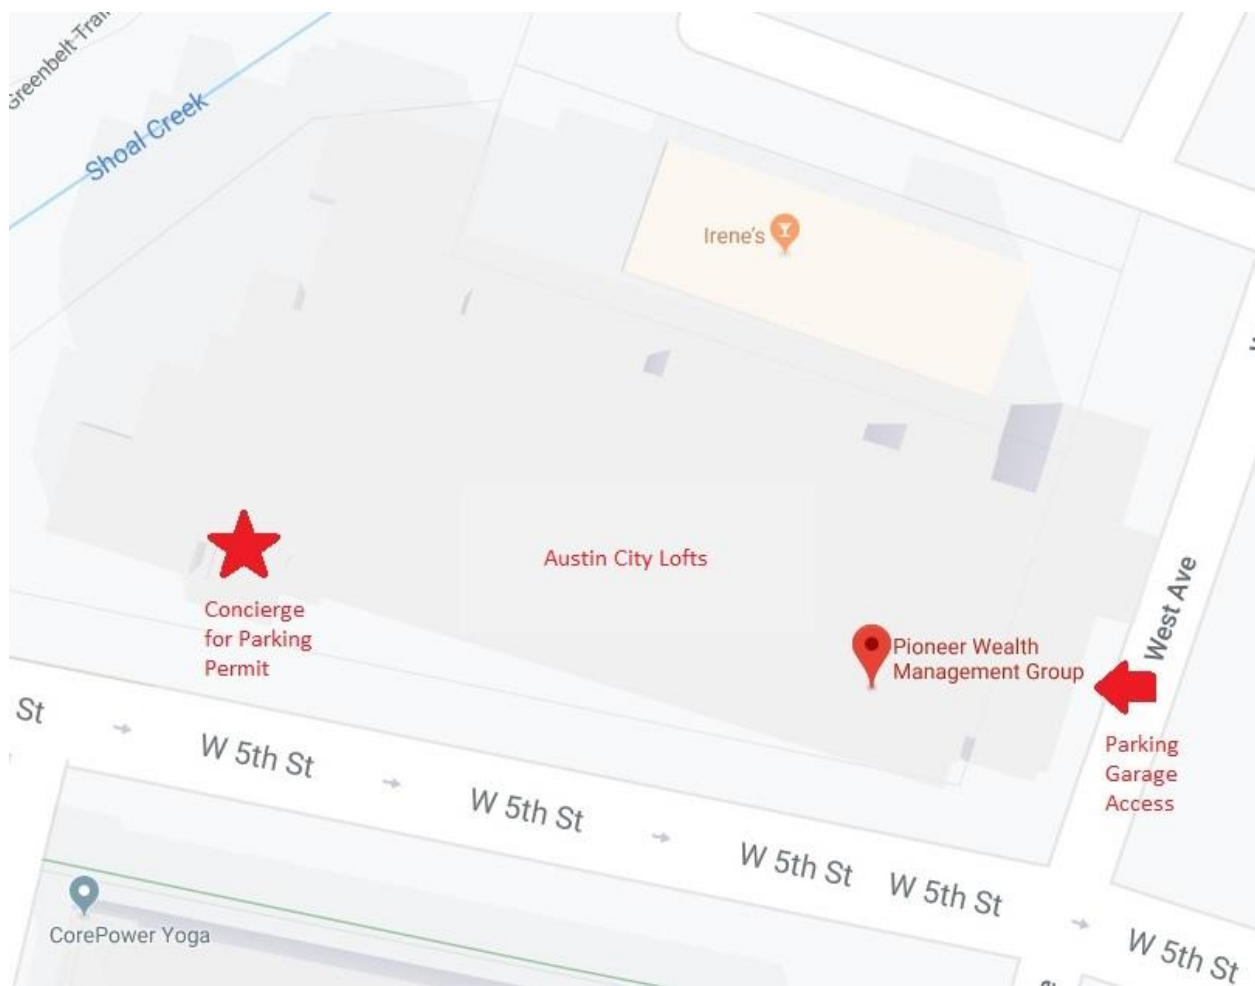 Greenbelt Trail
Shoal Creek
Irene's
Austin City Lofts
Concierge
for Parking
Permit
West Ave
Pioneer Wealth
Management Group
Parking
Garage
Access
St
W 5th St
W 5th St
W 5th St
W 5th St
W 5th St
CorePower Yoga